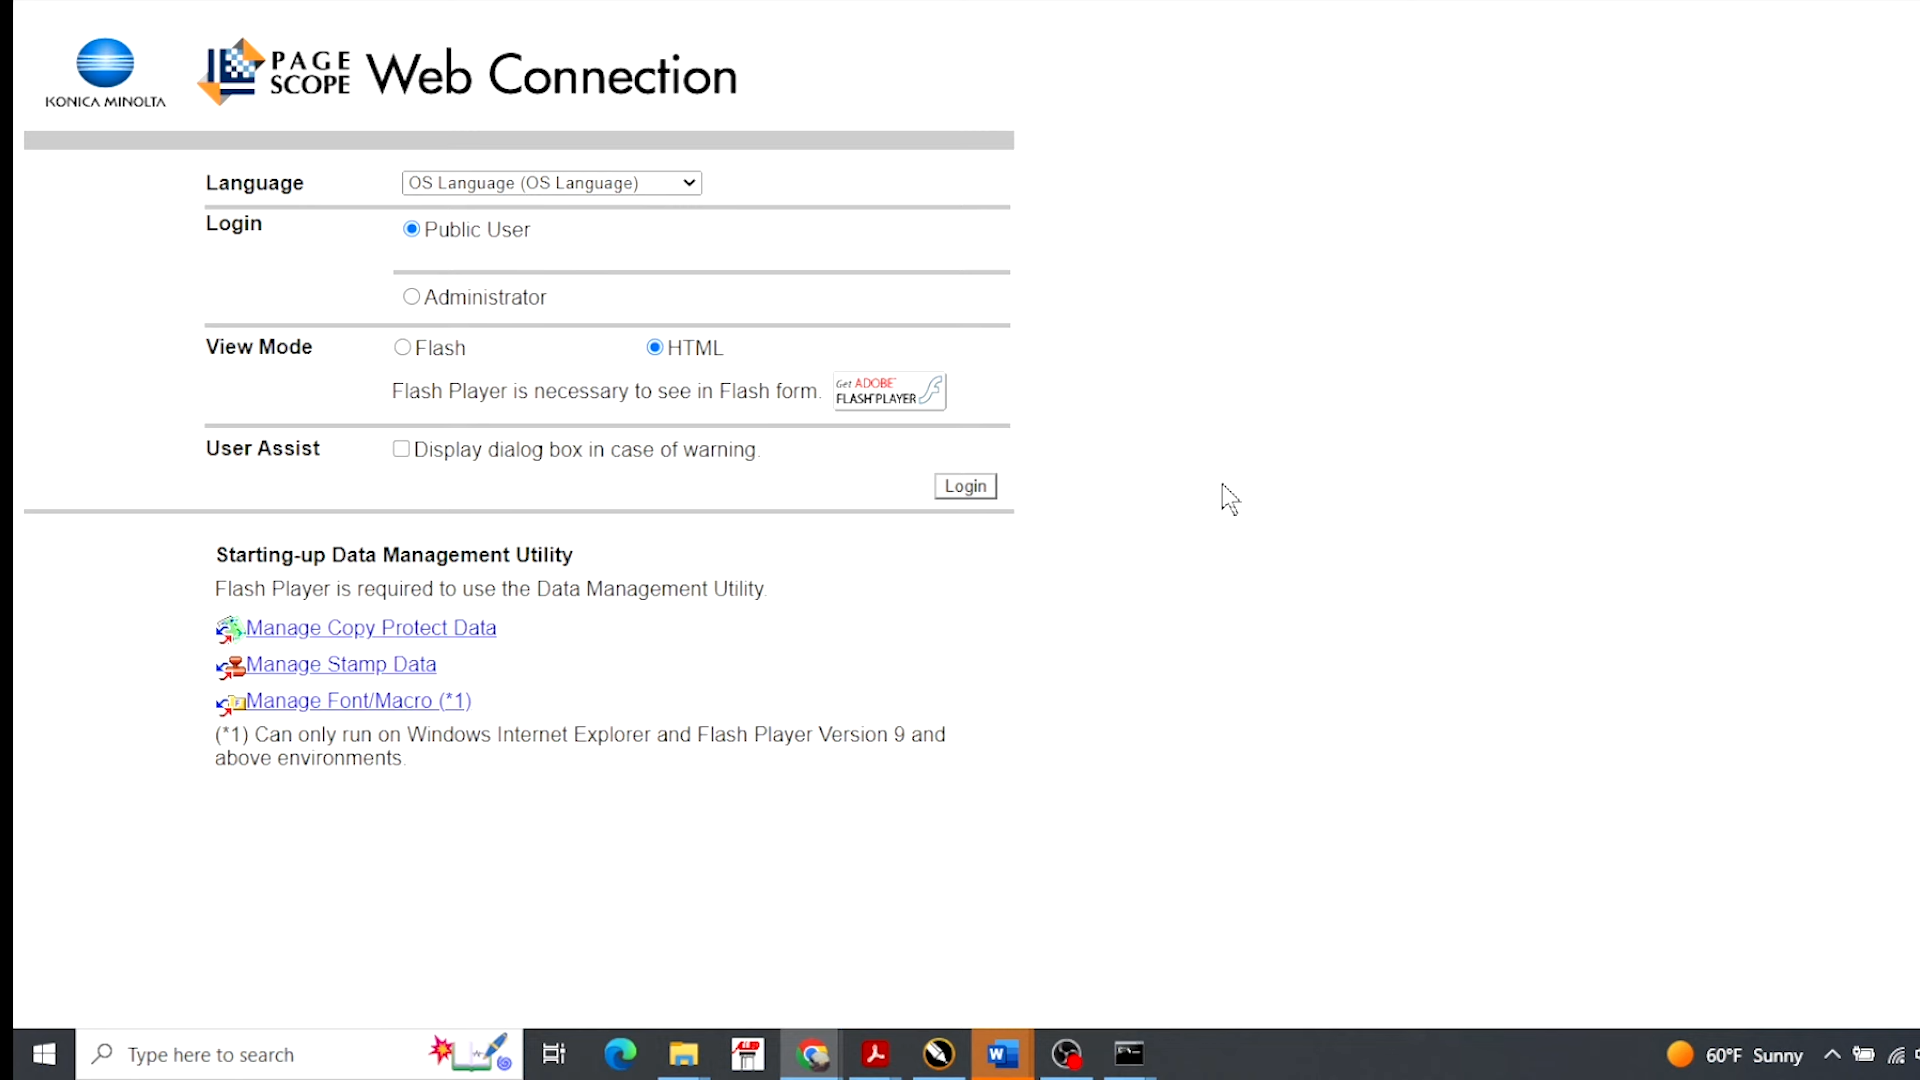 KONICA MINOLTA
PAGE SCOPE Web Connection
Language OS Language (OS Language)
Login Public User
Administrator
View Mode Flash HTML
Flash Player is necessary to see in Flash form. Get ADOBE FLASH PLAYER
User Assist Display dialog box in case of warning.
Login
Starting-up Data Management Utility
Flash Player is required to use the Data Management Utility.
Manage Copy Protect Data
Manage Stamp Data
Manage Font/Macro (*1)
(*1) Can only run on Windows Internet Explorer and Flash Player Version 9 and
above environments.
Type here to search
60°F Sunny